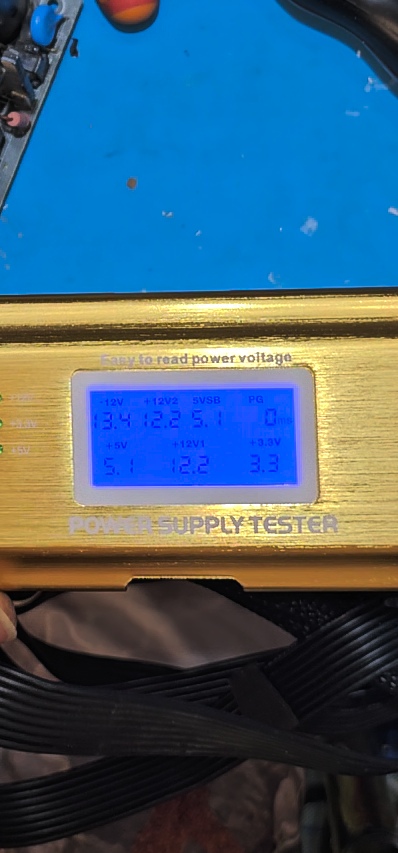 Easy to read power voltage
-12V +12V2 5VSB PG
13.4 12.2 5.1 0ms
+5V +12V1 +3.3V
5.1 12.2 3.3
POWER SUPPLY TESTER